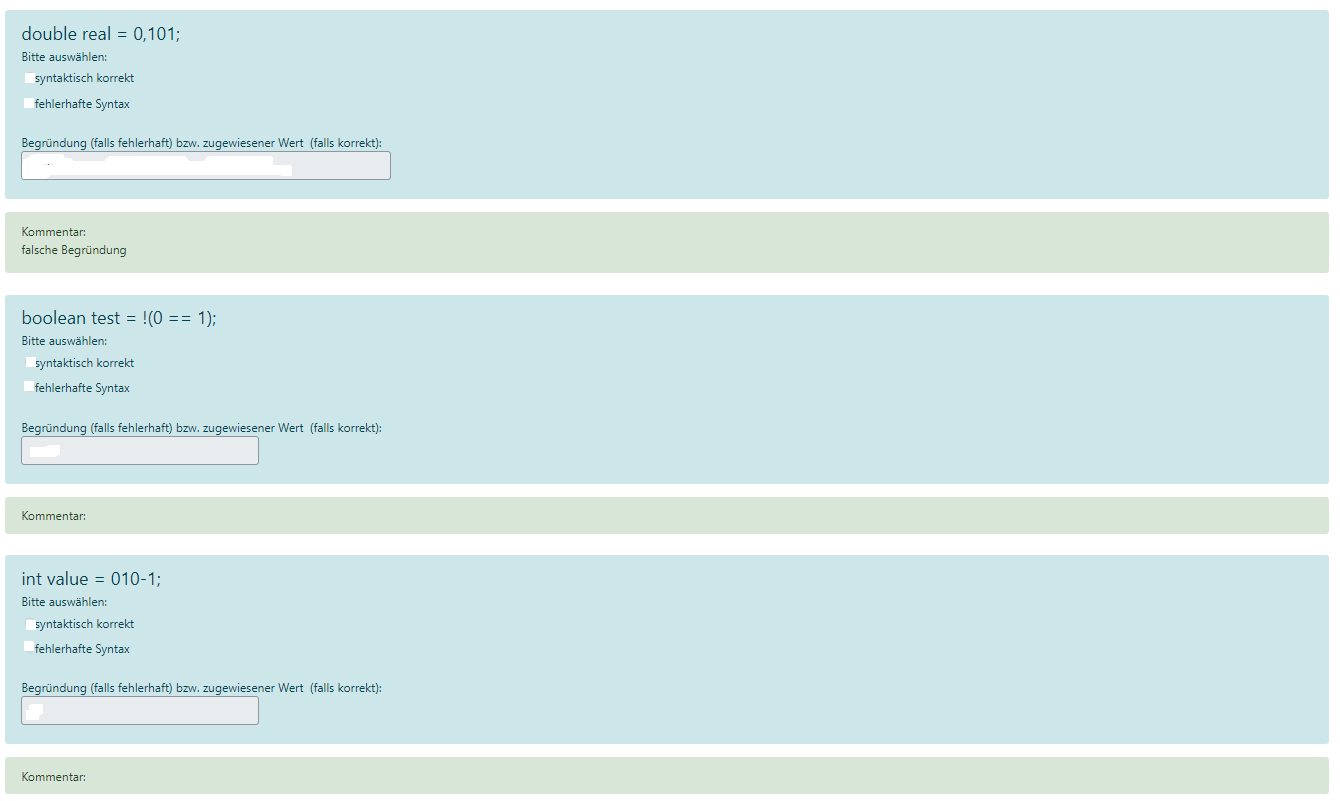 double real = 0,101;
Bitte auswählen:
syntaktisch korrekt
fehlerhafte Syntax
Begründung (falls fehlerhaft) bzw. zugewiesener Wert (falls korrekt):
Kommentar:
falsche Begründung
boolean test = !(0 == 1);
Bitte auswählen:
syntaktisch korrekt
fehlerhafte Syntax
Begründung (falls fehlerhaft) bzw. zugewiesener Wert (falls korrekt):
Kommentar:
int value = 010-1;
Bitte auswählen:
syntaktisch korrekt
fehlerhafte Syntax
Begründung (falls fehlerhaft) bzw. zugewiesener Wert (falls korrekt):
Kommentar: